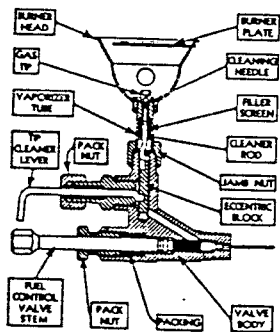 BURNER
HEAD
BURNER
PLATE
GAS
TIP
CLEANING
NEEDLE
VAPORIZER
TUBE
FILLER
SCREEN
TIP
CLEANER
LEVER
PACK
NUT
CLEANER
ROD
JAMB NUT
ECCENTRIC
BLOCK
FUEL
CONTROL
VALVE
STEM
PACK
NUT
PACKING
VALVE
BODY